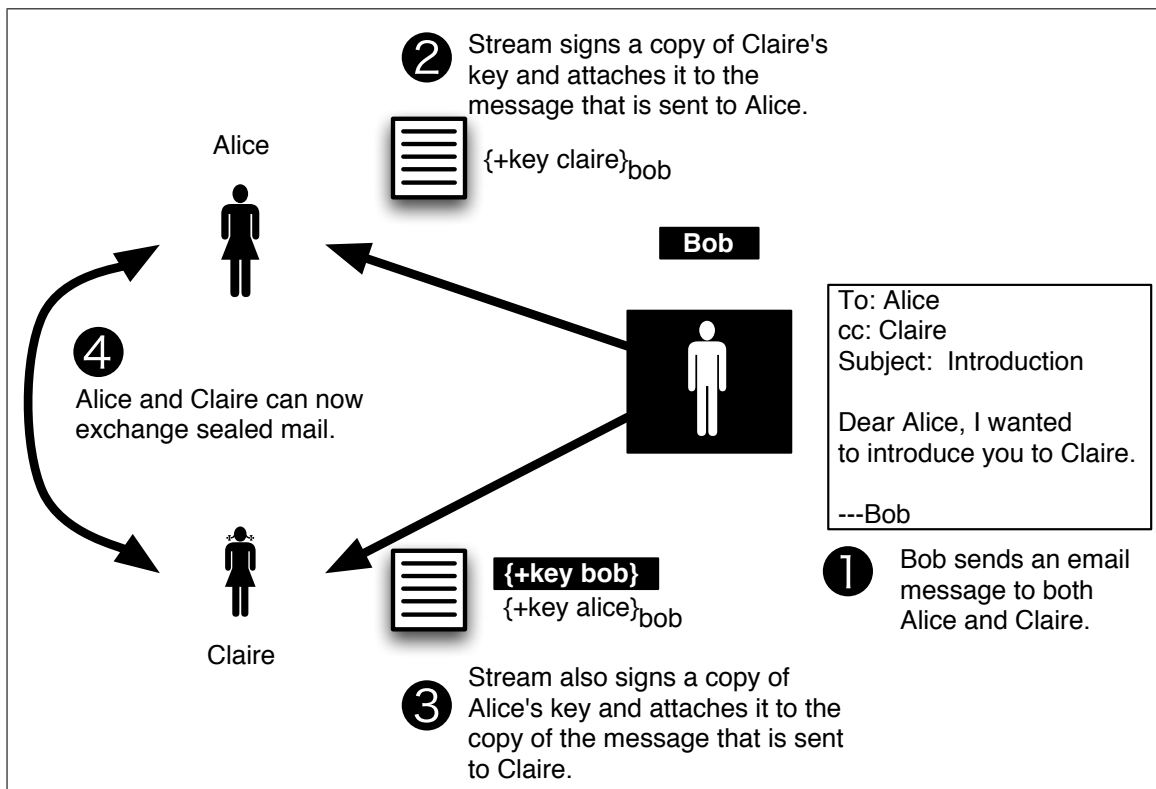 ❷
Stream signs a copy of Claire's
key and attaches it to the
message that is sent to Alice.
Alice
{+key claire}bob
Bob
To: Alice
cc: Claire
Subject:  Introduction
Dear Alice, I wanted
to introduce you to Claire.
---Bob
❹
Alice and Claire can now
exchange sealed mail.
❶
Bob sends an email
message to both
Alice and Claire.
{+key bob}
{+key alice}bob
Claire
❸
Stream also signs a copy of
Alice's key and attaches it to the
copy of the message that is sent
to Claire.